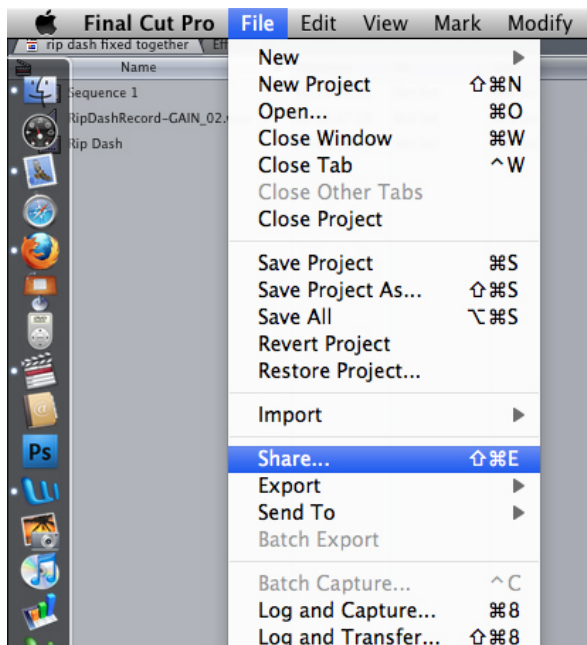 Final Cut Pro File Edit View Mark Modify
rip dash fixed together Eff
Name
Sequence 1
RipDashRecord-GAIN_02.
Rip Dash
New ▶
New Project ⇧⌘N
Open... ⌘O
Close Window ⌘W
Close Tab ^W
Close Other Tabs
Close Project
Save Project ⌘S
Save Project As... ⇧⌘S
Save All ⌥⌘S
Revert Project
Restore Project...
Import ▶
Share... ⇧⌘E
Export ▶
Send To ▶
Batch Export
Batch Capture... ^C
Log and Capture... ⌘8
Log and Transfer... ⇧⌘8
Ps